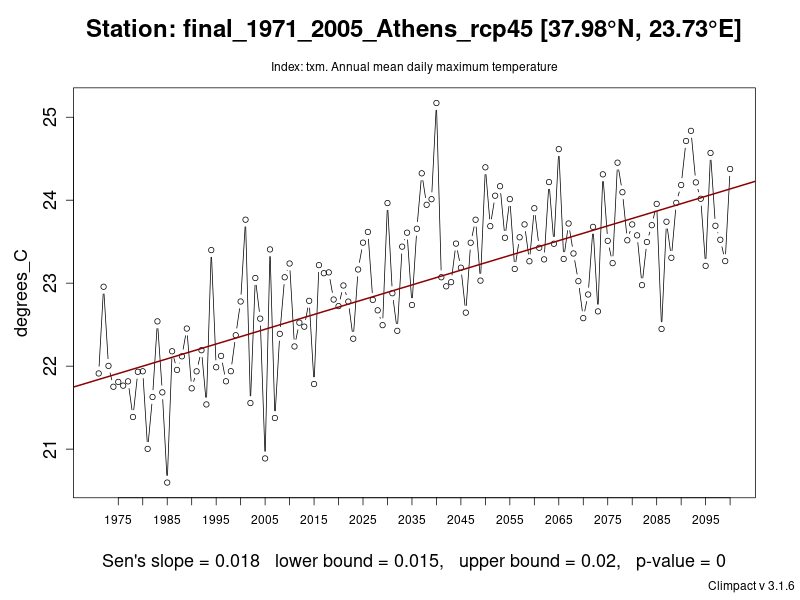 Station: final_1971_2005_Athens_rcp45 [37.98°N, 23.73°E]
Index: txm. Annual mean daily maximum temperature
25
24
23
22
21
degrees_C
1975 1985 1995 2005 2015 2025 2035 2045 2055 2065 2075 2085 2095
Sen's slope = 0.018 lower bound = 0.015, upper bound = 0.02, p-value = 0
Climpact v 3.1.6